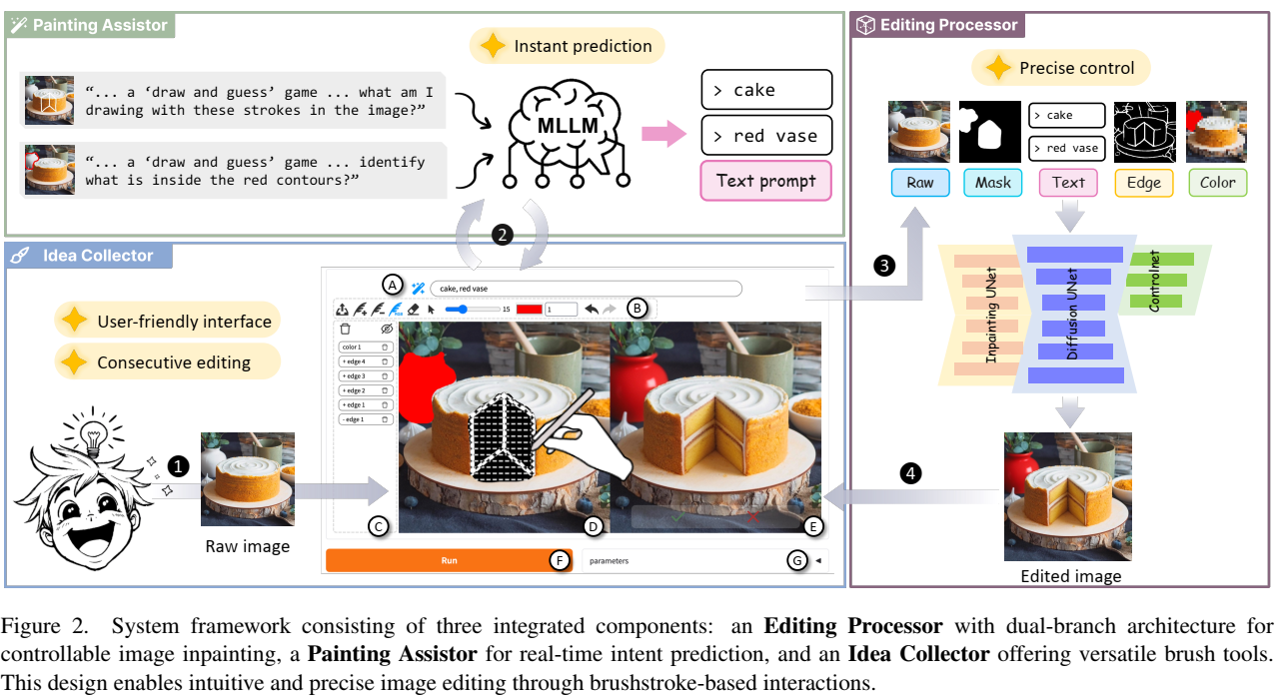 Painting Assistor
Instant prediction
“... a ‘draw and guess’ game ... what am I
drawing with these strokes in the image?”
“... a ‘draw and guess’ game ... identify
what is inside the red contours?”
MLLM
> cake
> red vase
Text prompt
2
Idea Collector
User-friendly interface
Consecutive editing
1
Raw image
A
cake, red vase
15
1
B
color 1
+ edge 4
+ edge 3
+ edge 2
+ edge 1
- edge 1
C
D
E
Run
F
parameters
G
Editing Processor
Precise control
> cake
> red vase
Raw
Mask
Text
Edge
Color
3
Inpainting UNet
Diffusion UNet
Controlnet
4
Edited image
Figure 2. System framework consisting of three integrated components: an Editing Processor with dual-branch architecture for
controllable image inpainting, a Painting Assistor for real-time intent prediction, and an Idea Collector offering versatile brush tools.
This design enables intuitive and precise image editing through brushstroke-based interactions.